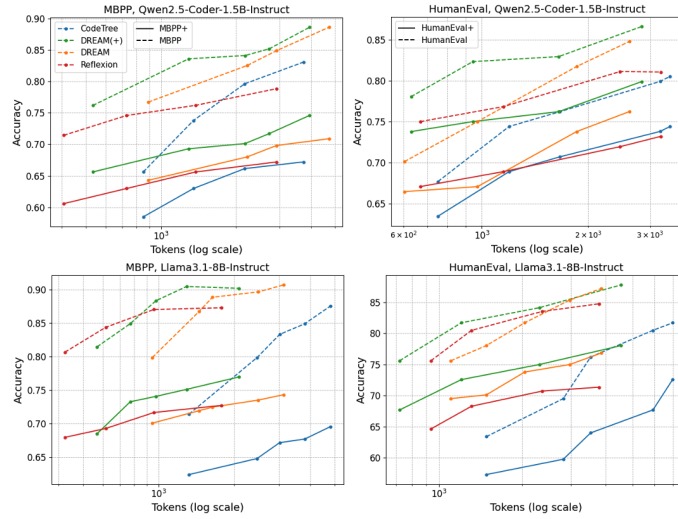 MBPP, Qwen2.5-Coder-1.5B-Instruct
0.90
0.85
0.80
0.75
0.70
0.65
0.60
Accuracy
CodeTree
DREAM(+)
DREAM
Reflexion
MBPP+
MBPP
10³
Tokens (log scale)
HumanEval, Qwen2.5-Coder-1.5B-Instruct
0.85
0.80
0.75
0.70
0.65
Accuracy
HumanEval+
HumanEval
6 × 10²
10³
2 × 10³
3 × 10³
Tokens (log scale)
MBPP, Llama3.1-8B-Instruct
0.90
0.85
0.80
0.75
0.70
0.65
Accuracy
10³
Tokens (log scale)
HumanEval, Llama3.1-8B-Instruct
85
80
75
70
65
60
Accuracy
10³
Tokens (log scale)